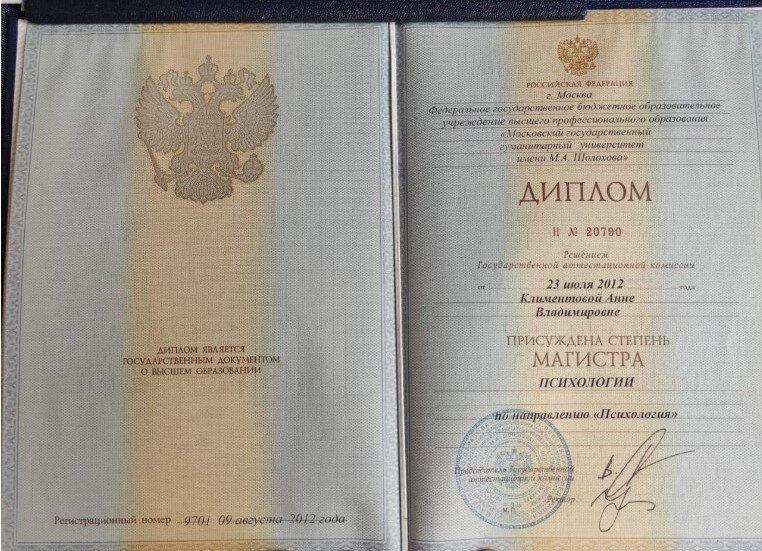 ДИПЛОМ ЯВЛЯЕТСЯ
ГОСУДАРСТВЕННЫМ ДОКУМЕНТОМ
О ВЫСШЕМ ОБРАЗОВАНИИ
Регистрационный номер 9701 09 августа 2012 года
РОССИЙСКАЯ ФЕДЕРАЦИЯ
г. Москва
Федеральное государственное бюджетное образовательное
учреждение высшего профессионального образования
«Московский государственный
гуманитарный университет
имени М.А. Шолохова»
ДИПЛОМ
Н № 20790
Решением
Государственной аттестационной комиссии
от 23 июля 2012 года
Климентовой Анне
Владимировне
ПРИСУЖДЕНА СТЕПЕНЬ
МАГИСТРА
ПСИХОЛОГИИ
по направлению «Психология»
Председатель Государственной
аттестационной комиссии
Ректор
М.П.